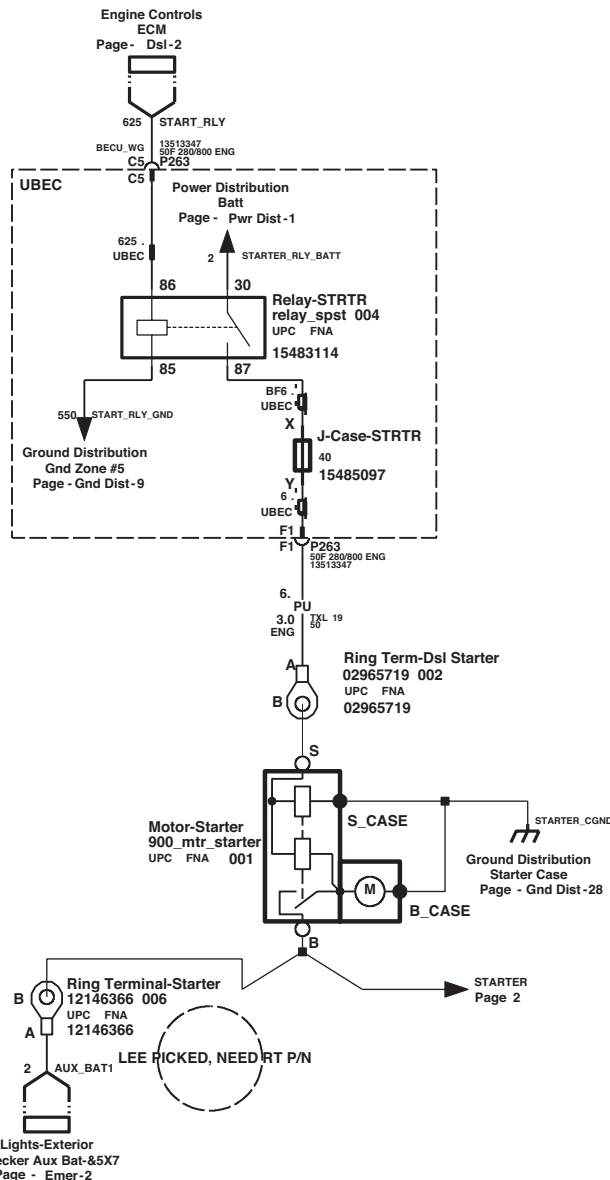 Engine Controls
ECM
Page - Dsl-2
625 START_RLY
BECU_WG 13513347
50F 280/800 ENG
C5 P263
C5
UBEC
Power Distribution
Batt
Page - Pwr Dist-1
2 STARTER_RLY_BATT
625 .
UBEC
86 30
Relay-STRTR
relay_spst 004
UPC FNA
15483114
85 87
550 START_RLY_GND
BF6 .
UBEC
X
J-Case-STRTR
40
15485097
Y
6 .
UBEC
Ground Distribution
Gnd Zone #5
Page - Gnd Dist-9
F1
F1 P263
50F 280/800 ENG
13513347
6.
PU
3.0 TXL 19
ENG 50
A
Ring Term-Dsl Starter
02965719 002
UPC FNA
02965719
B
S
Motor-Starter
900_mtr_starter
UPC FNA 001
S_CASE
M
B_CASE
STARTER_CGND
Ground Distribution
Starter Case
Page - Gnd Dist-28
B
STARTER
Page 2
B
Ring Terminal-Starter
12146366 006
UPC FNA
12146366
A
LEE PICKED, NEED RT P/N
2 AUX_BAT1
Lights-Exterior
ecker Aux Bat-&5X7
Page - Emer-2